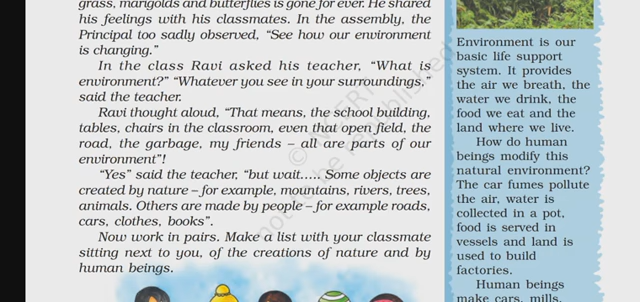 grass, marigolds and butterflies is gone for ever. He shared
his feelings with his classmates. In the assembly, the
Principal too sadly observed, “See how our environment
is changing.”
In the class Ravi asked his teacher, “What is
environment?” “Whatever you see in your surroundings,”
said the teacher.
Ravi thought aloud, “That means, the school building,
tables, chairs in the classroom, even that open field, the
road, the garbage, my friends – all are parts of our
environment”!
“Yes” said the teacher, “but wait..... Some objects are
created by nature – for example, mountains, rivers, trees,
animals. Others are made by people – for example roads,
cars, clothes, books”.
Now work in pairs. Make a list with your classmate
sitting next to you, of the creations of nature and by
human beings.
Environment is our
basic life support
system. It provides
the air we breath, the
water we drink, the
food we eat and the
land where we live.
How do human
beings modify this
natural environment?
The car fumes pollute
the air, water is
collected in a pot,
food is served in
vessels and land is
used to build
factories.
Human beings
make cars, mills,
© NCERT
not to be republished